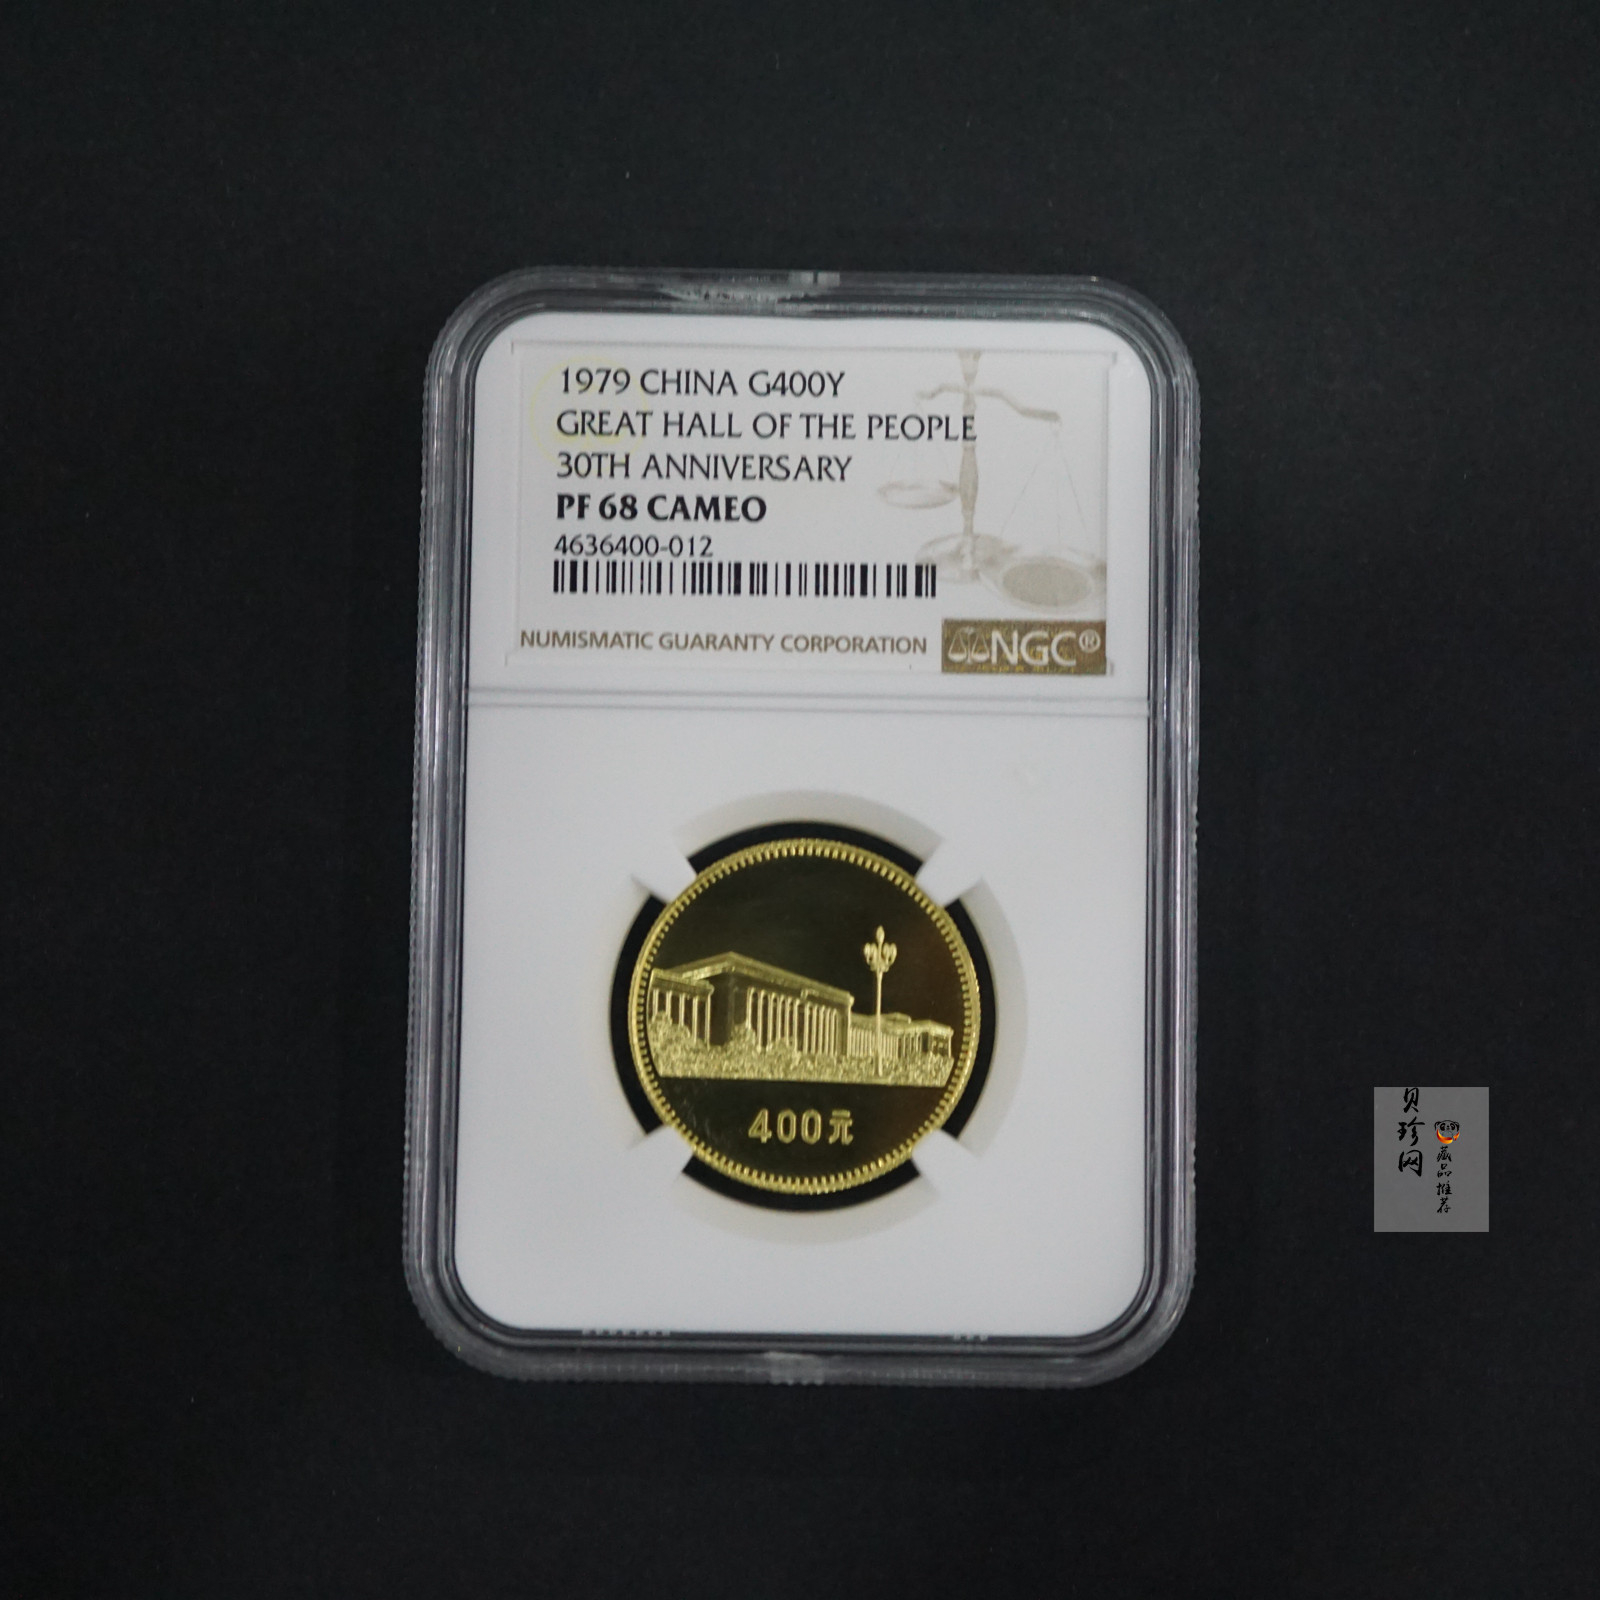 1979 CHINA G400Y
GREAT HALL OF THE PEOPLE
30TH ANNIVERSARY
PF 68 CAMEO
4636400-012
NUMISMATIC GUARANTY CORPORATION
NGC®
400元
贝珍网
藏品推荐